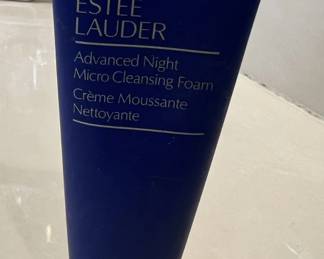 ESTEE
LAUDER
Advanced Night
Micro Cleansing Foam
Crème Moussante
Nettoyante